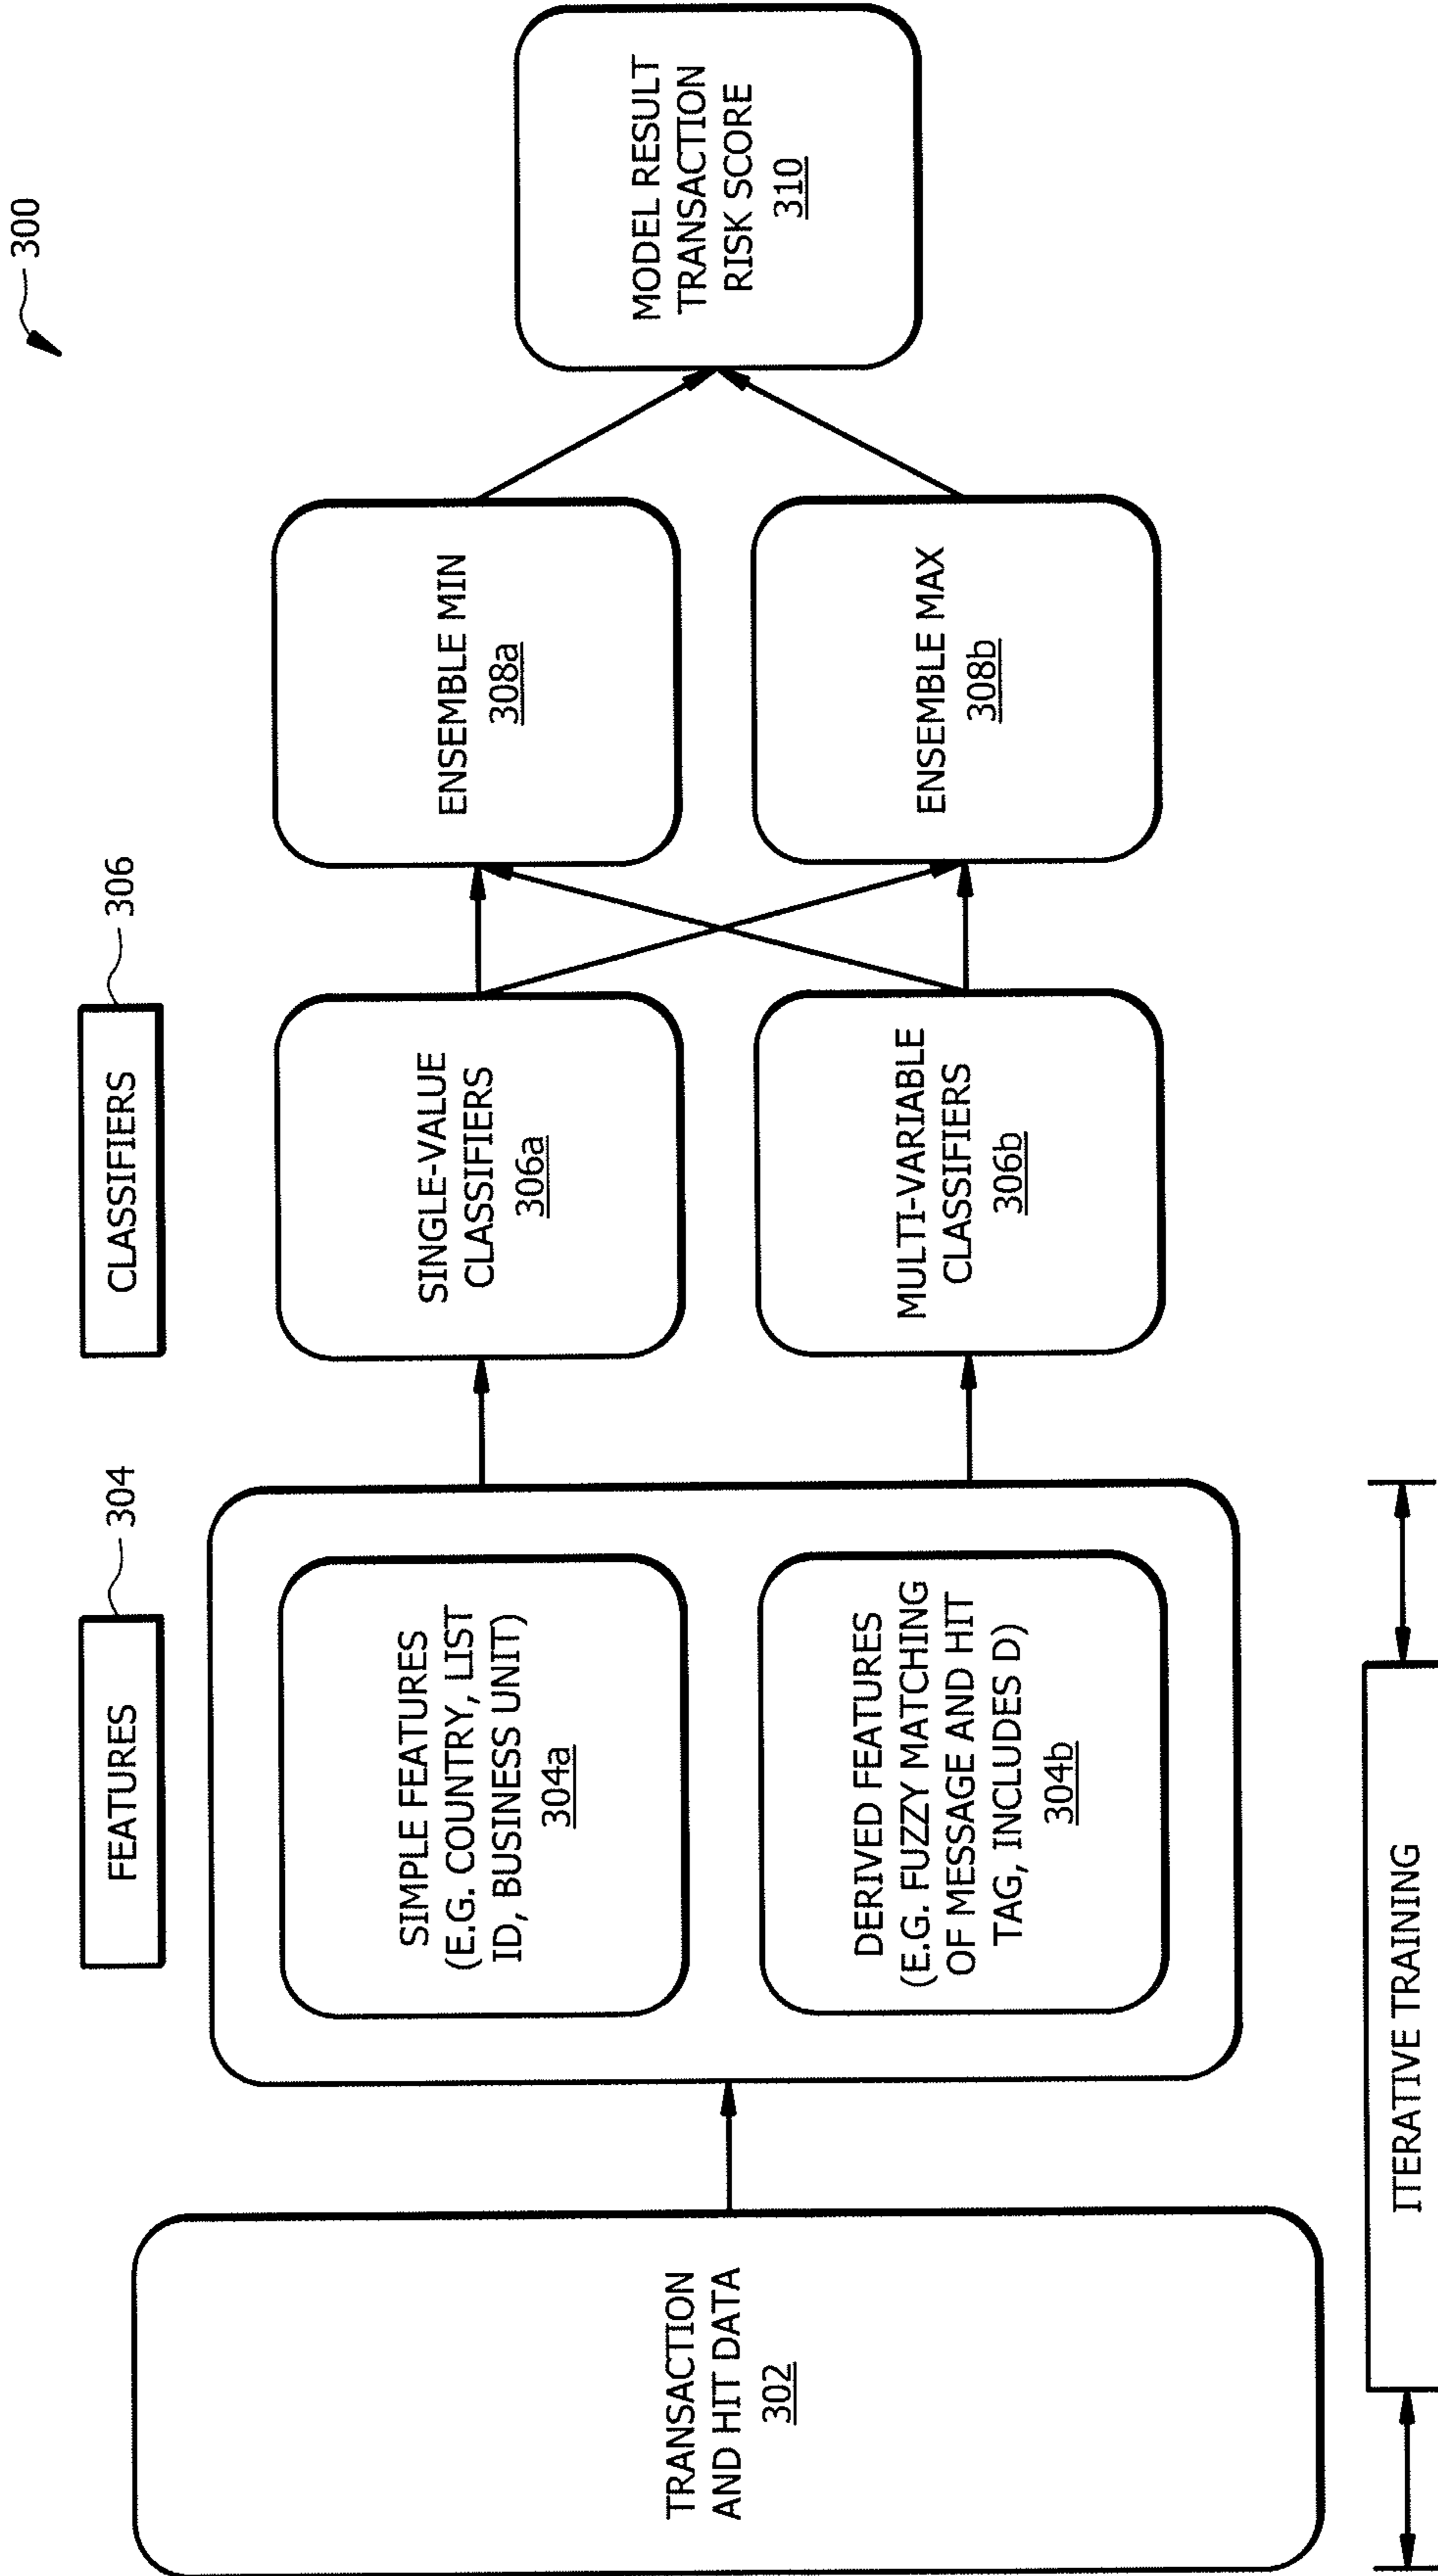 300
FEATURES
304
CLASSIFIERS
306
TRANSACTION
AND HIT DATA
302
SIMPLE FEATURES
(E.G. COUNTRY, LIST
ID, BUSINESS UNIT)
304a
DERIVED FEATURES
(E.G. FUZZY MATCHING
OF MESSAGE AND HIT
TAG, INCLUDES D)
304b
SINGLE-VALUE
CLASSIFIERS
306a
MULTI-VARIABLE
CLASSIFIERS
306b
ENSEMBLE MIN
308a
ENSEMBLE MAX
308b
MODEL RESULT
TRANSACTION
RISK SCORE
310
ITERATIVE TRAINING